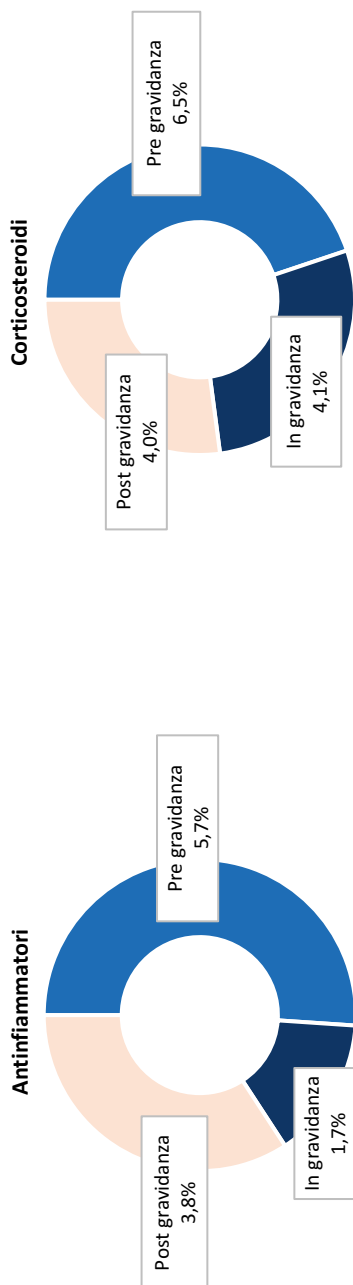 Antinfiammatori
Pre gravidanza
5,7%
In gravidanza
1,7%
Post gravidanza
3,8%
Corticosteroidi
Pre gravidanza
6,5%
In gravidanza
4,1%
Post gravidanza
4,0%